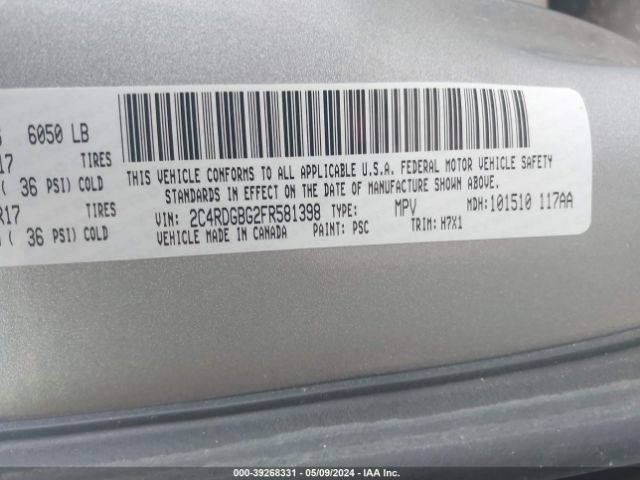 6050 LB
17 TIRES
( 36 PSI) COLD
R17 TIRES
( 36 PSI) COLD
THIS VEHICLE CONFORMS TO ALL APPLICABLE U.S.A. FEDERAL MOTOR VEHICLE SAFETY
STANDARDS IN EFFECT ON THE DATE OF MANUFACTURE SHOWN ABOVE.
VIN: 2C4RDGBG2FR581398 TYPE: MPV MDH: 101510 117AA
VEHICLE MADE IN CANADA PAINT: PSC TRIM: H7X1
000-39268331 - 05/09/2024 - IAA Inc.